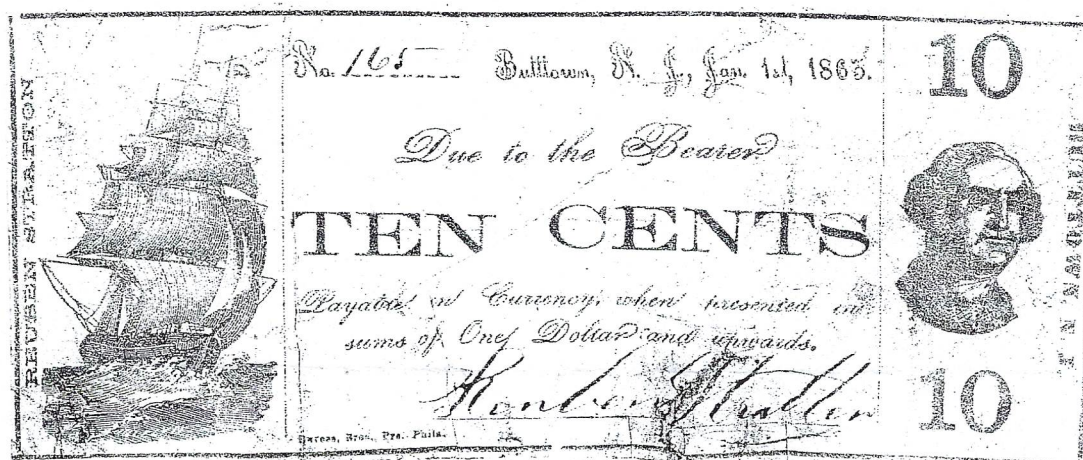 REUBEN STRATTON
No. 165 Bulltown, N. J., Jan. 1st, 1863.
Due to the Bearer
TEN CENTS
Payable in Currency, when presented in
sums of One Dollar and upwards.
Reuben Stratton
Bros., Prs. Phila.
10
10